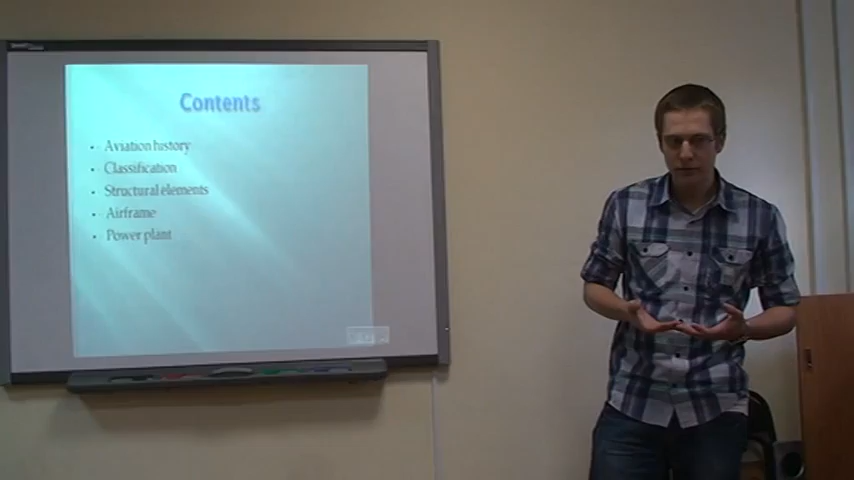 Contents
• Aviation history
• Classification
• Structural elements
• Airframe
• Power plant